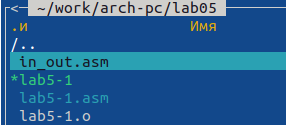 <─ ~/work/arch-pc/lab05
.и Имя
/..
in_out.asm
*lab5-1
lab5-1.asm
lab5-1.o